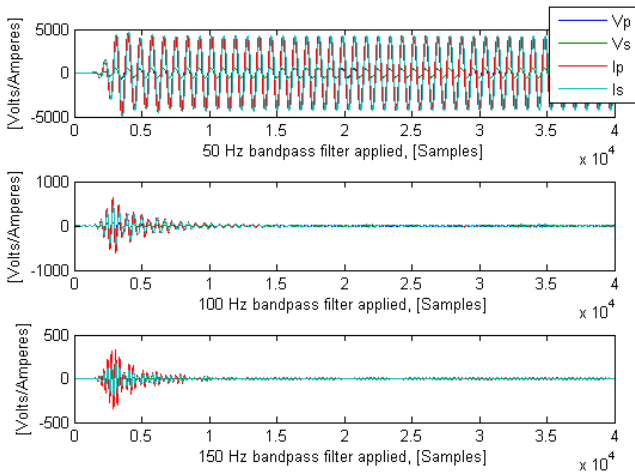 [Volts/Amperes]
5000
0
-5000
0 0.5 1 1.5 2 2.5 3 3.5 4
x 10^4
50 Hz bandpass filter applied, [Samples]
Vp
Vs
Ip
Is
[Volts/Amperes]
1000
0
-1000
0 0.5 1 1.5 2 2.5 3 3.5 4
x 10^4
100 Hz bandpass filter applied, [Samples]
[Volts/Amperes]
500
0
-500
0 0.5 1 1.5 2 2.5 3 3.5 4
x 10^4
150 Hz bandpass filter applied, [Samples]